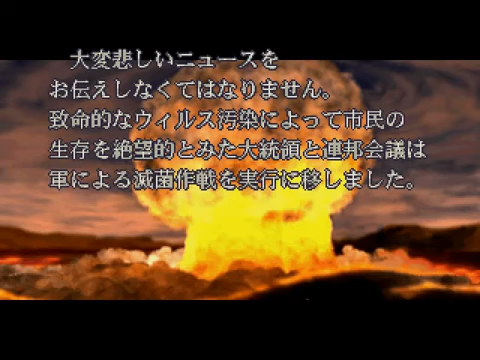 大変悲しいニュースを
お伝えしなくてはなりません。
致命的なウィルス汚染によって市民の
生存を絶望的とみた大統領と連邦会議は
軍による滅菌作戦を実行に移しました。